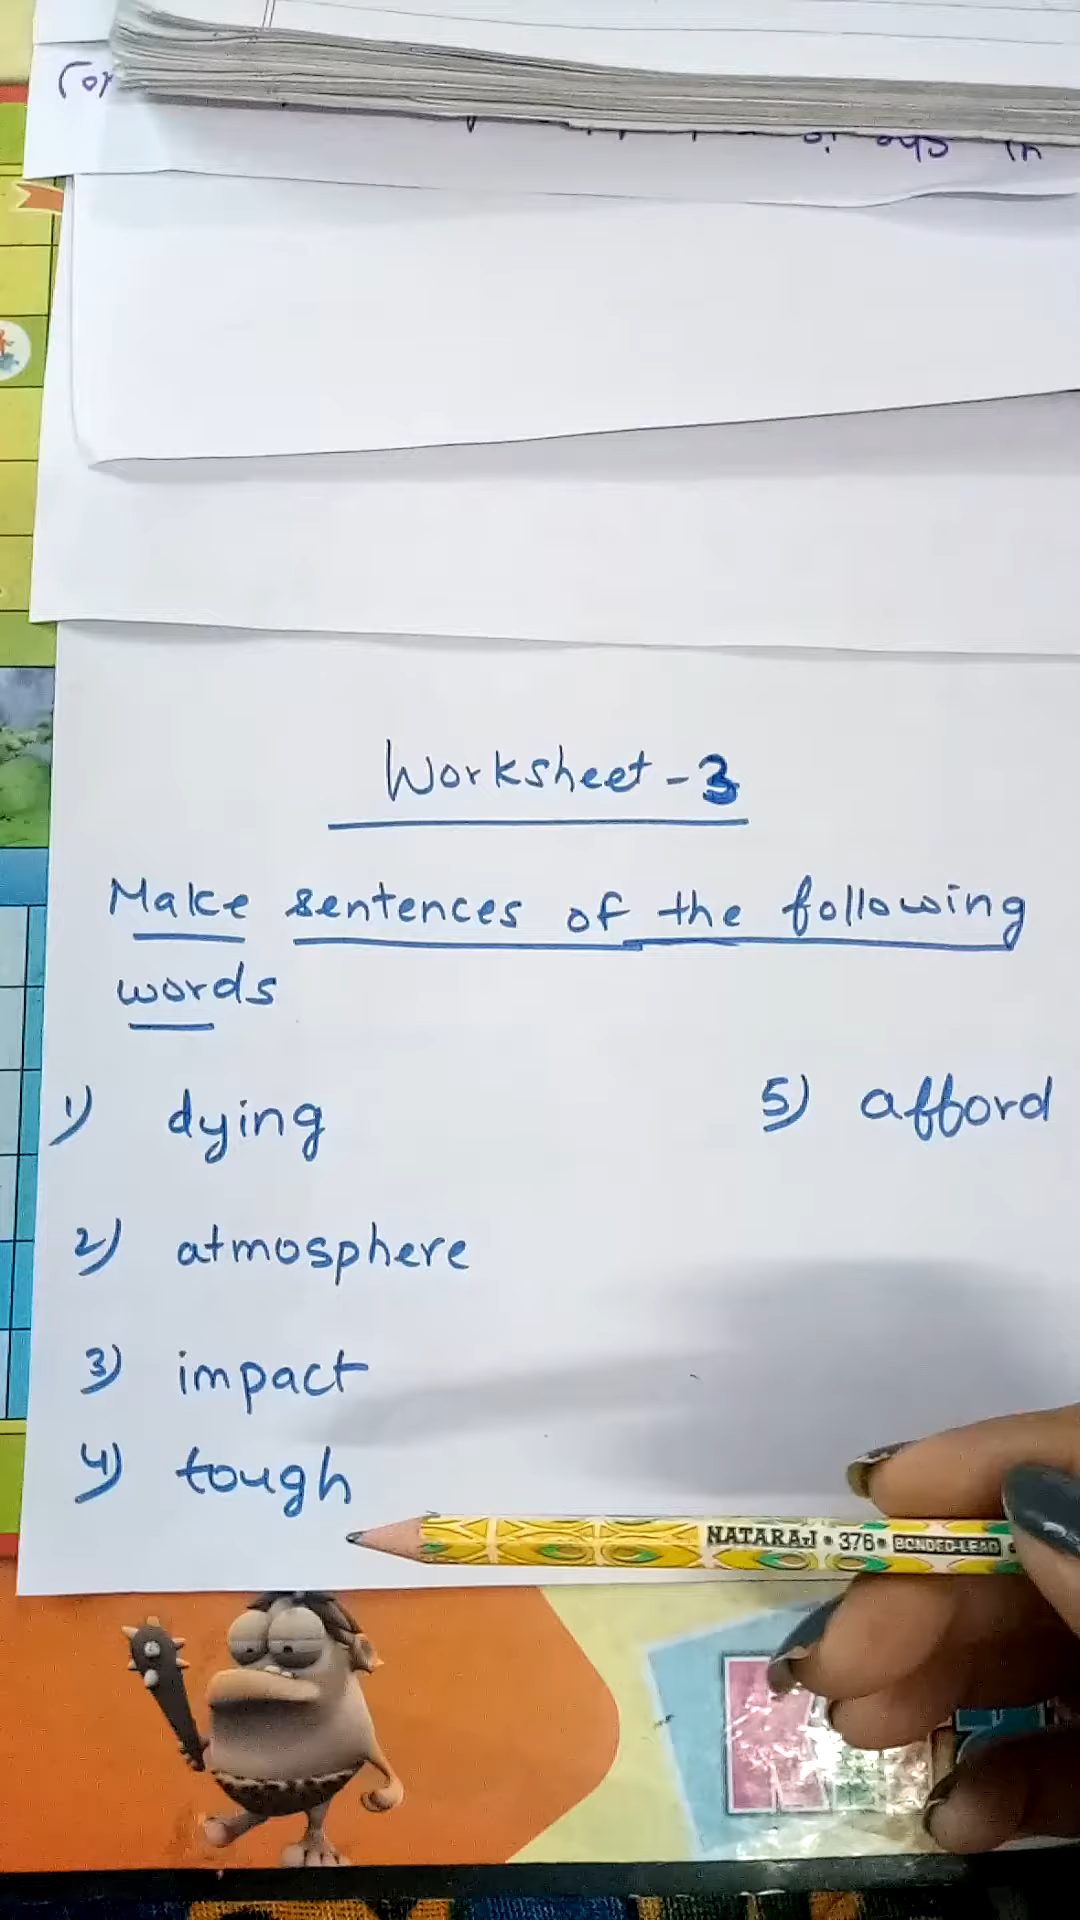 Worksheet-3
Make sentences of the following
words
1) dying
5) afford
2) atmosphere
3) impact
4) tough
NATARAJ • 376 • BONDED LEAD